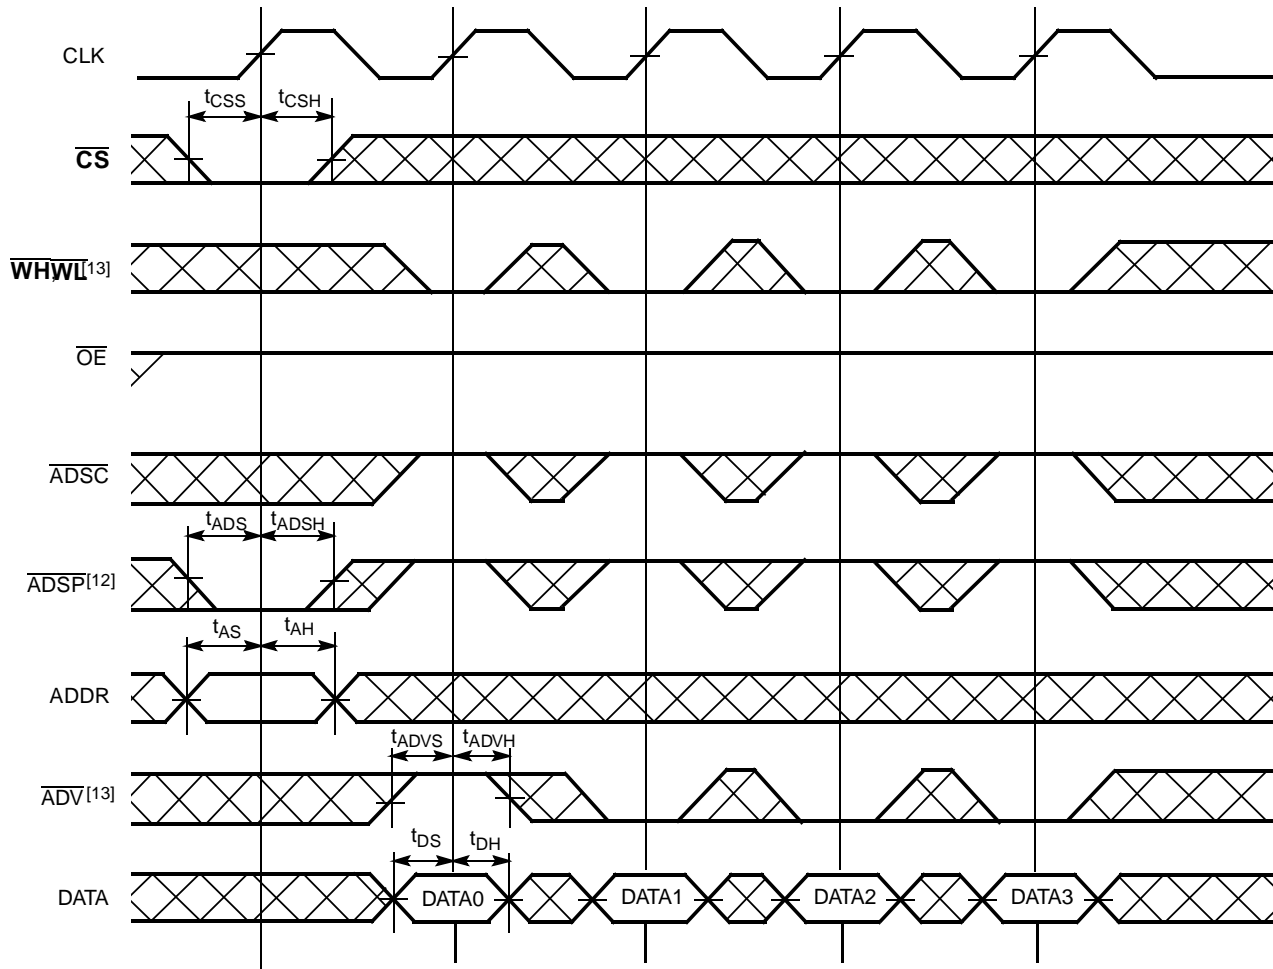 CLK
tCSS tCSH
CS
WH,WL[13]
OE
ADSC
tADS tADSH
ADSP[12]
tAS tAH
ADDR
tADVS tADVH
ADV[13]
tDS tDH
DATA DATA0 DATA1 DATA2 DATA3